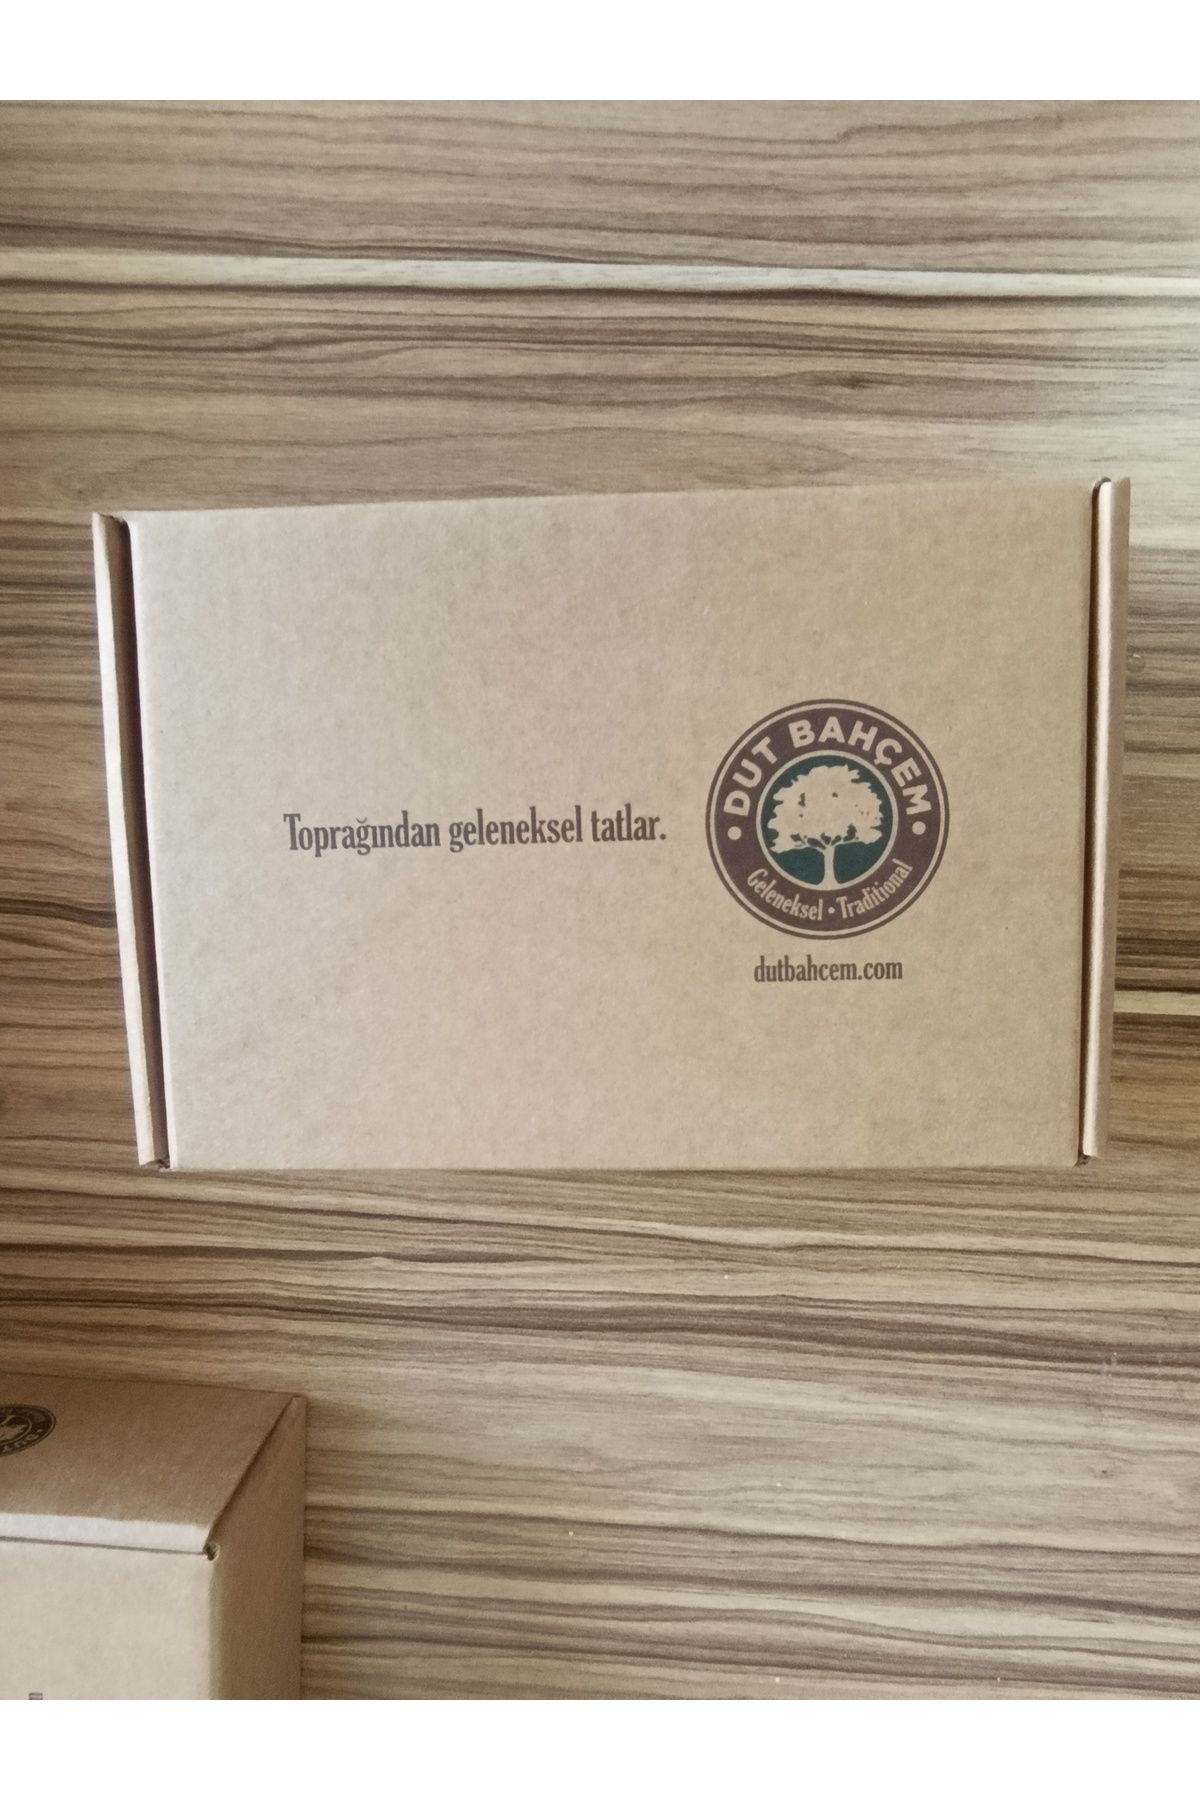 Toprağından geleneksel tatlar.
DUT BAHÇEM
Geleneksel • Traditional
dutbahcem.com